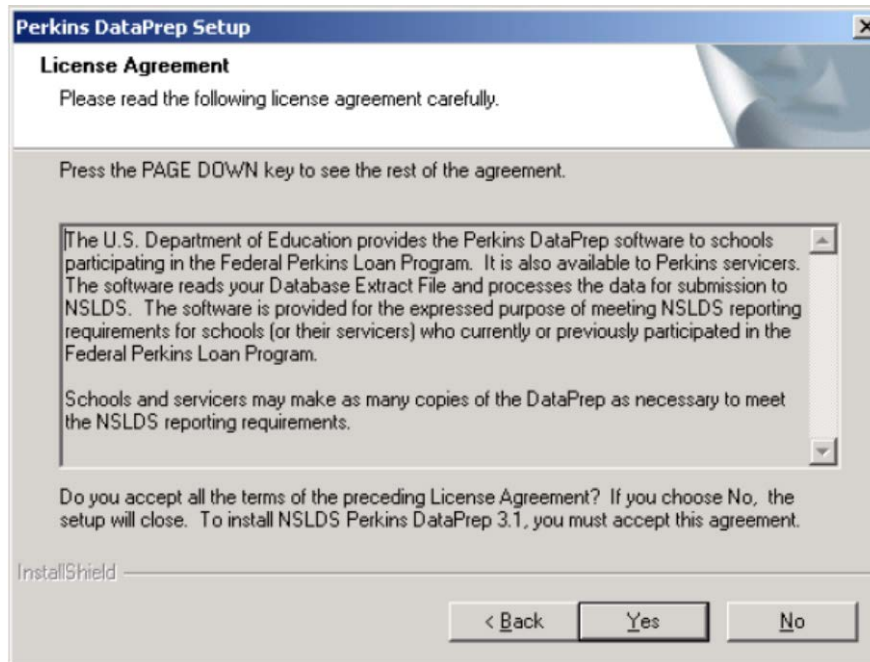 Perkins DataPrep Setup
License Agreement
Please read the following license agreement carefully.
Press the PAGE DOWN key to see the rest of the agreement.
The U.S. Department of Education provides the Perkins DataPrep software to schools
participating in the Federal Perkins Loan Program.  It is also available to Perkins servicers.
The software reads your Database Extract File and processes the data for submission to
NSLDS.  The software is provided for the expressed purpose of meeting NSLDS reporting
requirements for schools (or their servicers) who currently or previously participated in the
Federal Perkins Loan Program.
Schools and servicers may make as many copies of the DataPrep as necessary to meet
the NSLDS reporting requirements.
Do you accept all the terms of the preceding License Agreement?  If you choose No,  the
setup will close.  To install NSLDS Perkins DataPrep 3.1, you must accept this agreement.
InstallShield
< Back
Yes
No